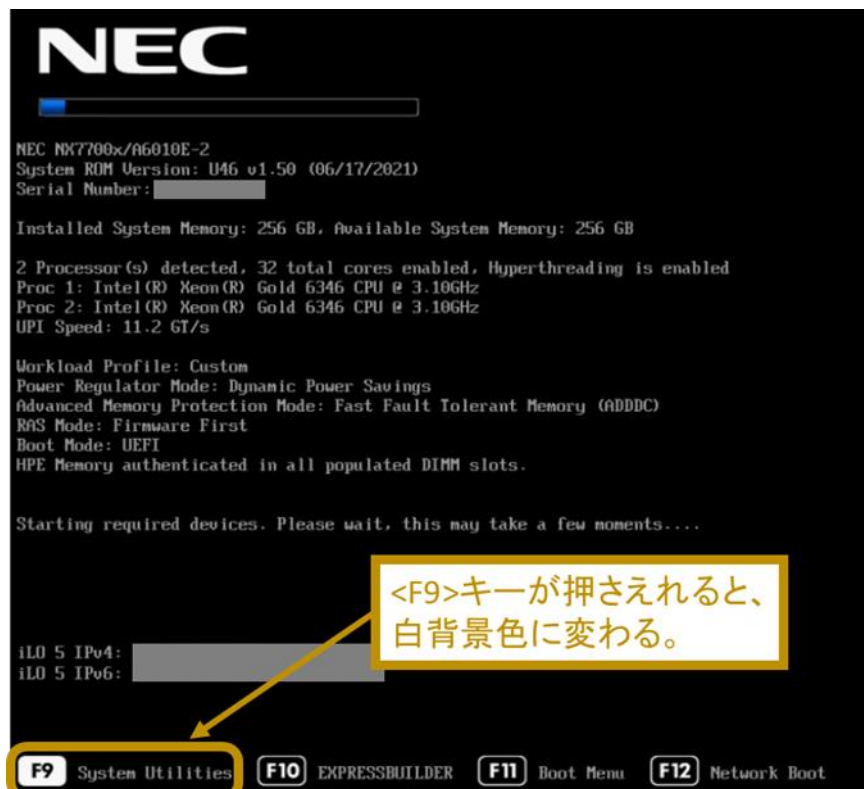 NEC
NEC NX7700x/A6010E-2
System ROM Version: U46 v1.50 (06/17/2021)
Serial Number:
Installed System Memory: 256 GB, Available System Memory: 256 GB
2 Processor(s) detected, 32 total cores enabled, Hyperthreading is enabled
Proc 1: Intel(R) Xeon(R) Gold 6346 CPU @ 3.10GHz
Proc 2: Intel(R) Xeon(R) Gold 6346 CPU @ 3.10GHz
UPI Speed: 11.2 GT/s
Workload Profile: Custom
Power Regulator Mode: Dynamic Power Savings
Advanced Memory Protection Mode: Fast Fault Tolerant Memory (ADDDC)
RAS Mode: Firmware First
Boot Mode: UEFI
HPE Memory authenticated in all populated DIMM slots.
Starting required devices. Please wait, this may take a few moments....
<F9>キーが押さえれると、
白背景色に変わる。
iLO 5 IPv4:
iLO 5 IPv6:
F9 System Utilities F10 EXPRESSBUILDER F11 Boot Menu F12 Network Boot